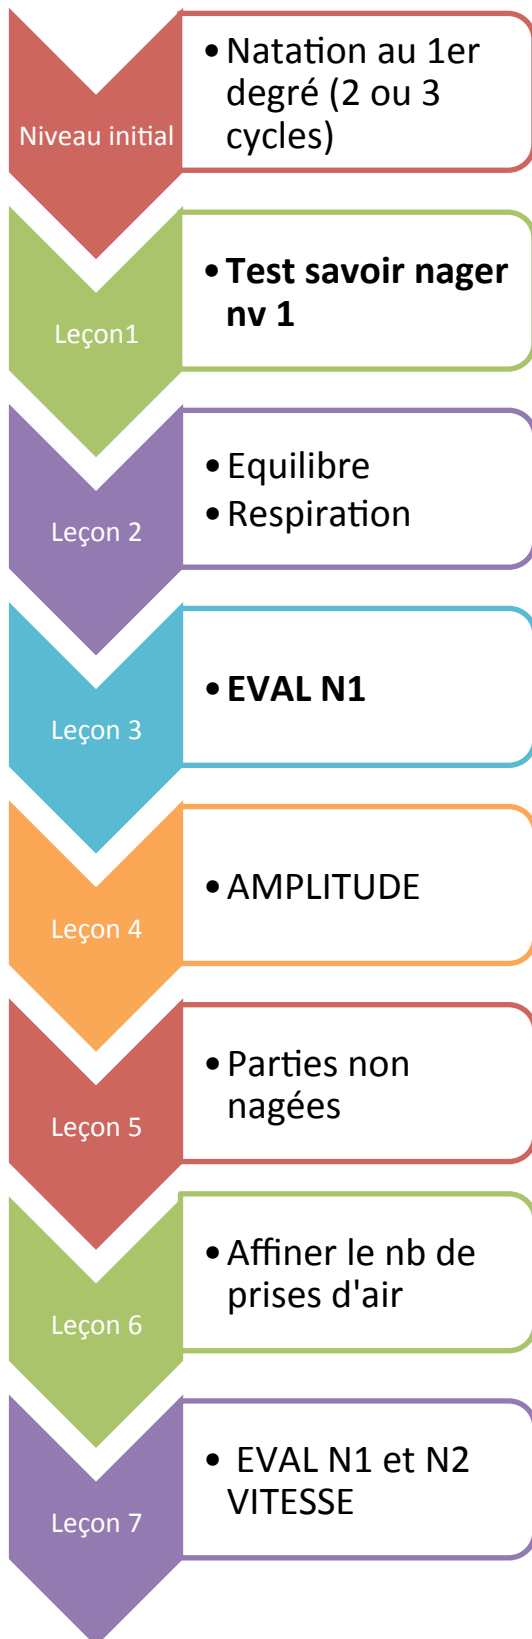 Niveau initial
• Natation au 1er
degré (2 ou 3
cycles)
Leçon1
• Test savoir nager
nv 1
Leçon 2
• Equilibre
• Respiration
Leçon 3
• EVAL N1
Leçon 4
• AMPLITUDE
Leçon 5
• Parties non
nagées
Leçon 6
• Affiner le nb de
prises d'air
Leçon 7
• EVAL N1 et N2
VITESSE